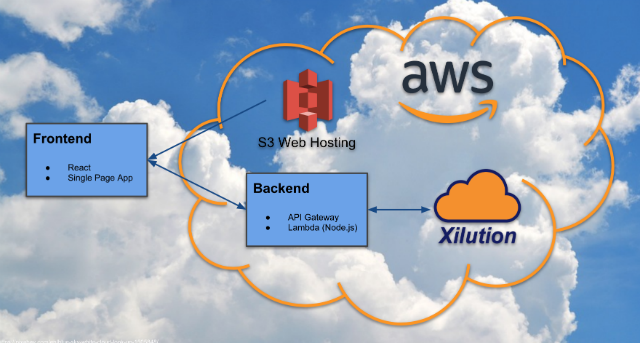 aws
S3 Web Hosting
Frontend
● React
● Single Page App
Backend
● API Gateway
● Lambda (Node.js)
Xilution